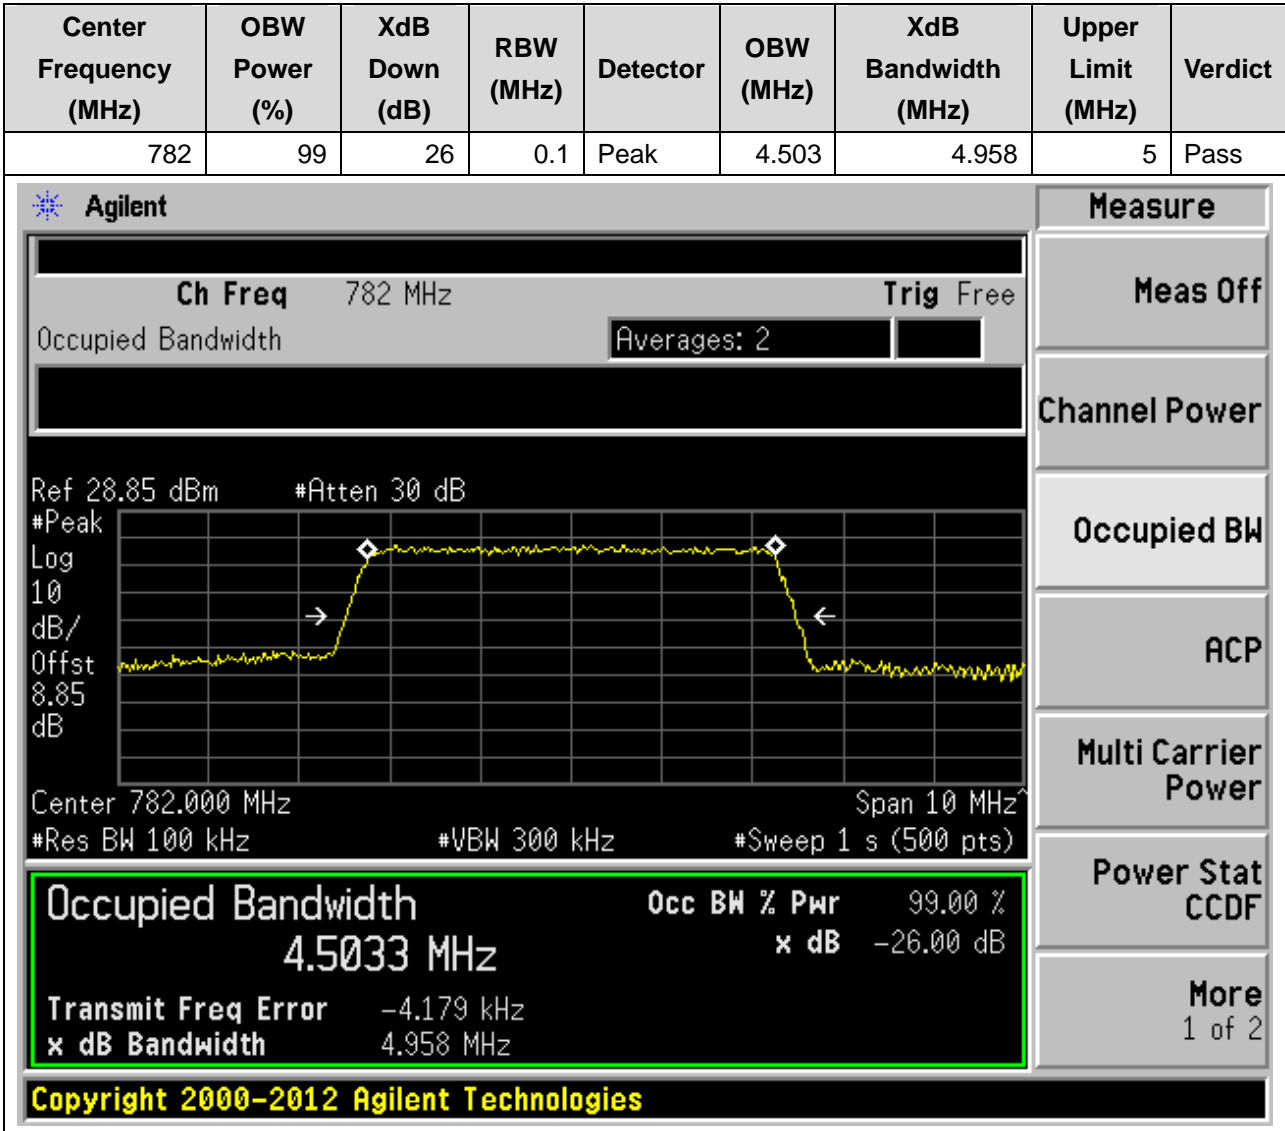 Center Frequency (MHz) OBW Power (%) XdB Down (dB) RBW (MHz) Detector OBW (MHz) XdB Bandwidth (MHz) Upper Limit (MHz) Verdict
782 99 26 0.1 Peak 4.503 4.958 5 Pass
Agilent
Measure
Ch Freq 782 MHz Trig Free
Meas Off
Occupied Bandwidth Averages: 2
Channel Power
Ref 28.85 dBm #Atten 30 dB
#Peak
Log
10
dB/
Offst
8.85
dB
Occupied BW
ACP
Center 782.000 MHz Span 10 MHz^
#Res BW 100 kHz #VBW 300 kHz #Sweep 1 s (500 pts)
Multi Carrier
Power
Occupied Bandwidth Occ BW % Pwr 99.00 %
4.5033 MHz x dB -26.00 dB
Power Stat
CCDF
Transmit Freq Error -4.179 kHz
x dB Bandwidth 4.958 MHz
More
1 of 2
Copyright 2000-2012 Agilent Technologies